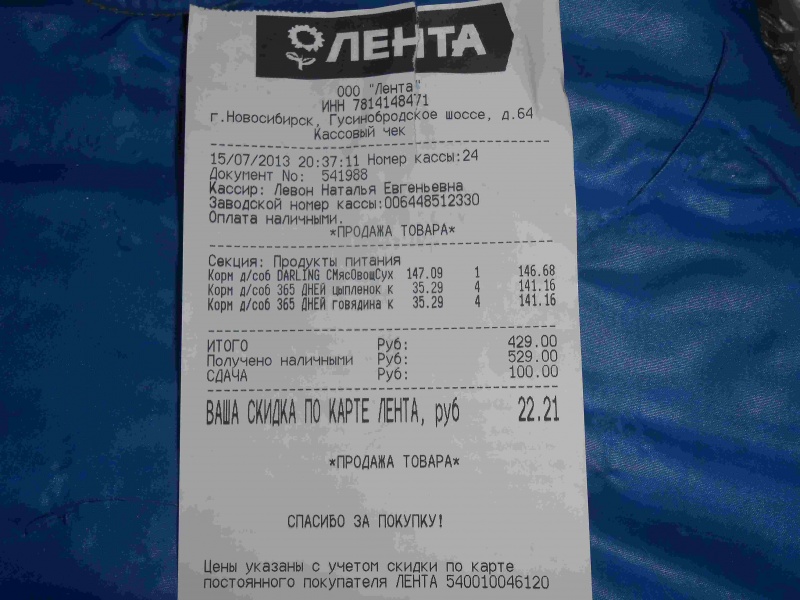 ЛЕНТА
ООО "Лента"
ИНН 7814148471
г.Новосибирск, Гусинобродское шоссе, д.64
Кассовый чек
15/07/2013 20:37:11 Номер кассы:24
Документ No: 541988
Кассир: Левон Наталья Евгеньевна
Заводской номер кассы:006448512330
Оплата наличными.
*ПРОДАЖА ТОВАРА*
Секция: Продукты питания
Корм д/соб DARLING СМясОвощСух 147.09 1 146.68
Корм д/соб 365 ДНЕЙ цыпленок к 35.29 4 141.16
Корм д/соб 365 ДНЕЙ говядина к 35.29 4 141.16
ИТОГО Руб: 429.00
Получено наличными Руб: 529.00
СДАЧА Руб: 100.00
ВАША СКИДКА ПО КАРТЕ ЛЕНТА, руб 22.21
*ПРОДАЖА ТОВАРА*
СПАСИБО ЗА ПОКУПКУ!
Цены указаны с учетом скидки по карте
постоянного покупателя ЛЕНТА 540010046120